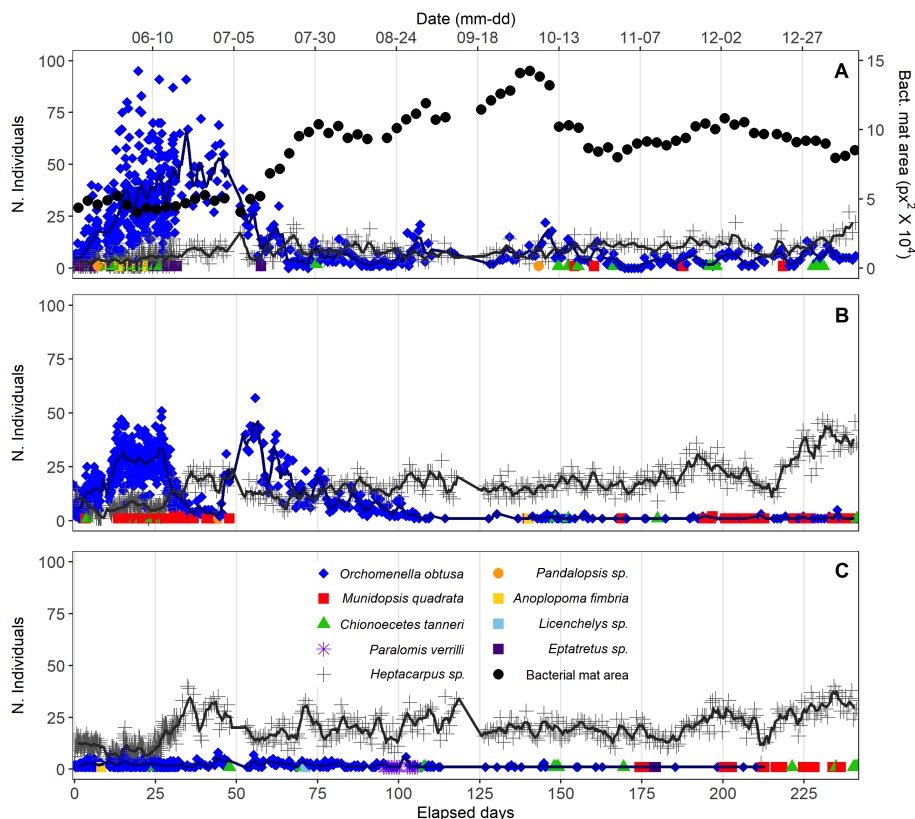 Date (mm-dd)
06-10 07-05 07-30 08-24 09-18 10-13 11-07 12-02 12-27
A
N. Individuals
100
75
50
25
0
15
10
5
0
Bact. mat area (px² X 10⁴)
B
N. Individuals
100
75
50
25
0
C
N. Individuals
100
75
50
25
0
Orchomenella obtusa
Munidopsis quadrata
Chionoecetes tanneri
Paralomis verrilli
Heptacarpus sp.
Pandalopsis sp.
Anoplopoma fimbria
Licenchelys sp.
Eptatretus sp.
Bacterial mat area
0 25 50 75 100 125 150 175 200 225
Elapsed days